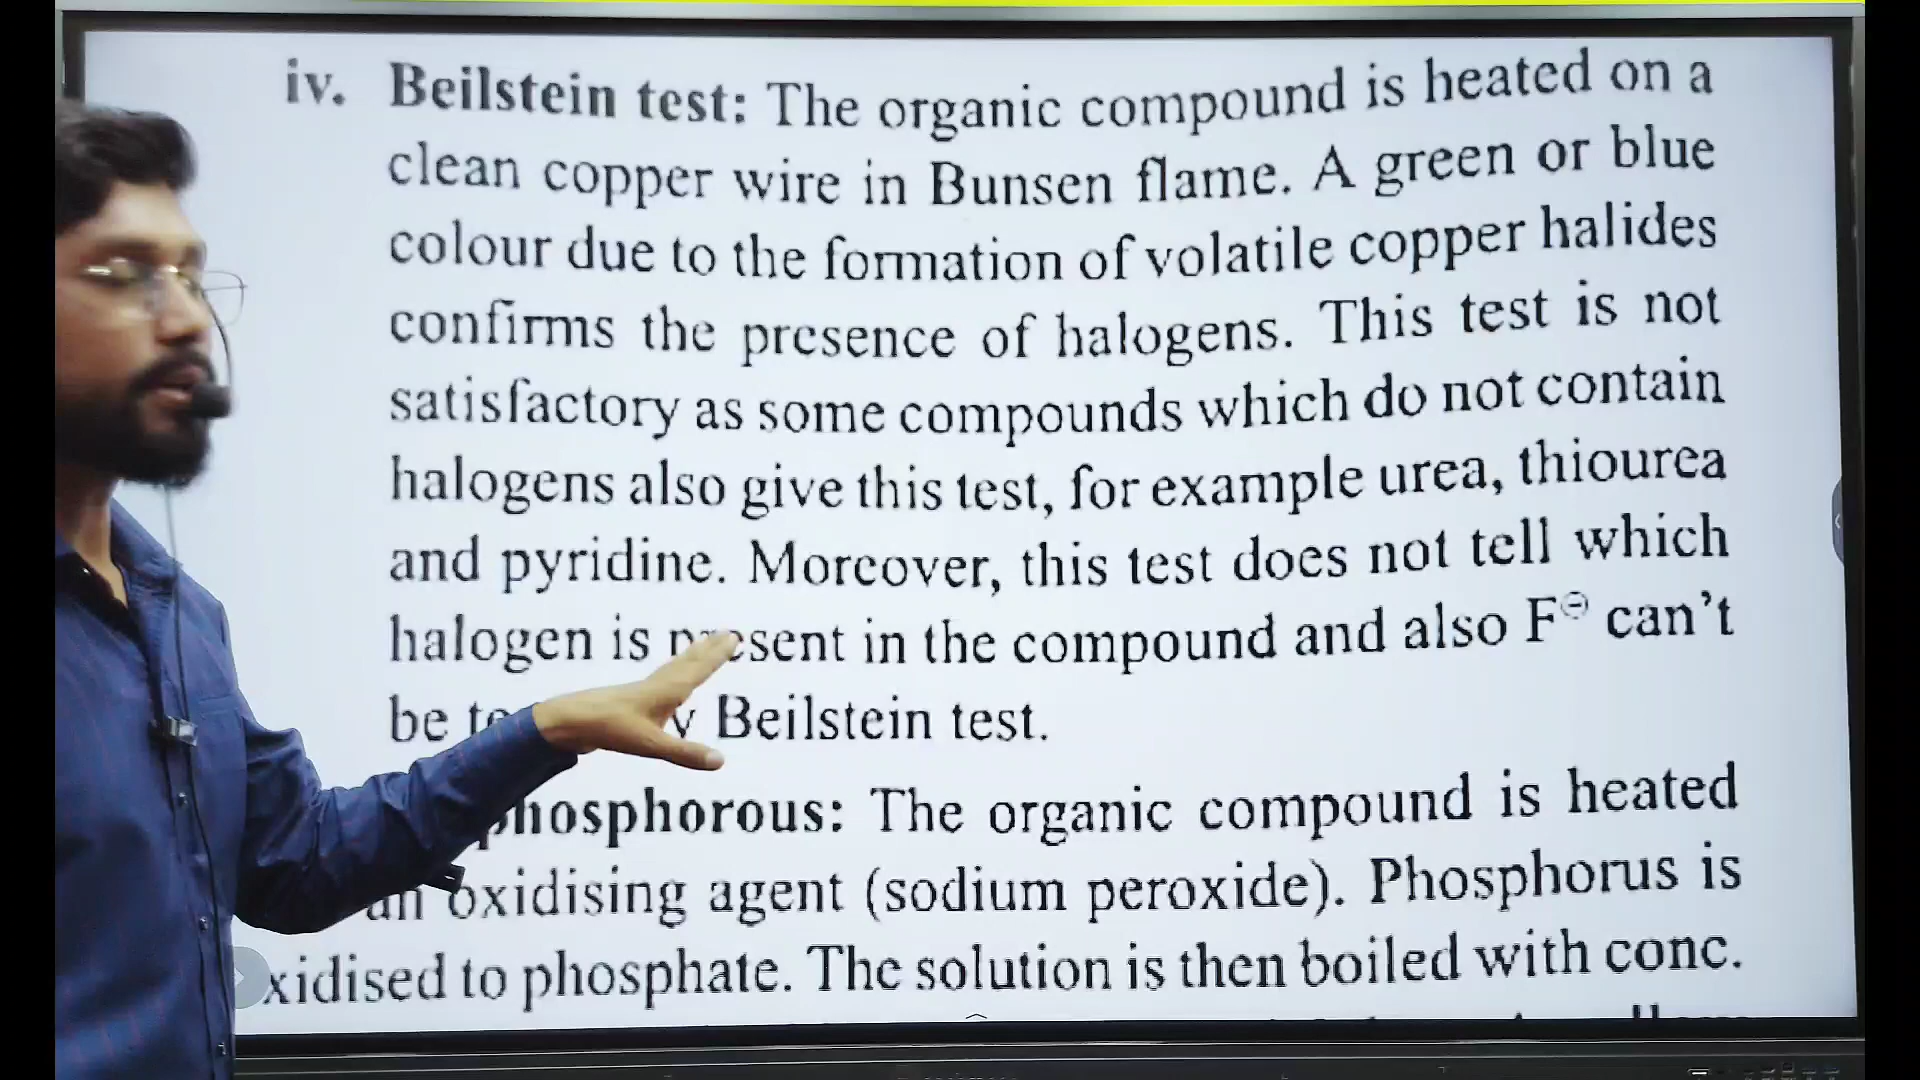 iv. Beilstein test: The organic compound is heated on a
clean copper wire in Bunsen flame. A green or blue
colour due to the formation of volatile copper halides
confirms the presence of halogens. This test is not
satisfactory as some compounds which do not contain
halogens also give this test, for example urea, thiourea
and pyridine. Moreover, this test does not tell which
halogen is present in the compound and also F⊖ can't
be Beilstein test.
hosphorous: The organic compound is heated
an oxidising agent (sodium peroxide). Phosphorus is
xidised to phosphate. The solution is then boiled with conc.